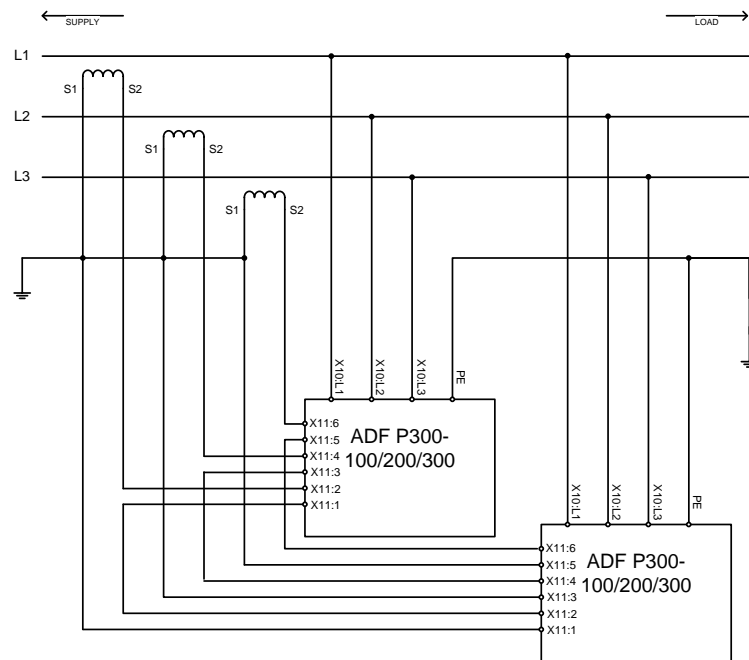 SUPPLY
LOAD
L1
S1 S2
L2
S1 S2
L3
S1 S2
X10:L1
X10:L2
X10:L3
PE
X11:6
X11:5
X11:4
X11:3
X11:2
X11:1
ADF P300-
100/200/300
X10:L1
X10:L2
X10:L3
PE
X11:6
X11:5
X11:4
X11:3
X11:2
X11:1
ADF P300-
100/200/300